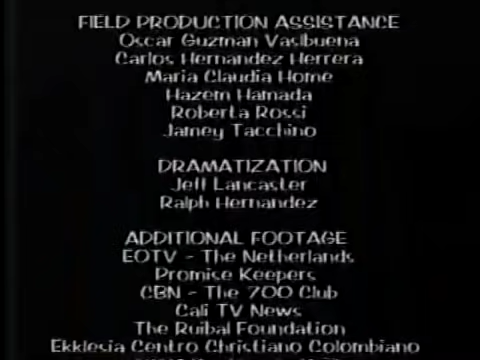 FIELD PRODUCTION ASSISTANCE
Oscar Guzman Vaslbuena
Carlos Hernandez Herrera
Maria Claudia Home
Hazem Hamada
Roberta Rossi
Jamey Tacchino
DRAMATIZATION
Jeff Lancaster
Ralph Hernandez
ADDITIONAL FOOTAGE
EOTV - The Netherlands
Promise Keepers
CBN - The 700 Club
Cali TV News
The Ruibal Foundation
Ekklesia Centro Christiano Colombiano